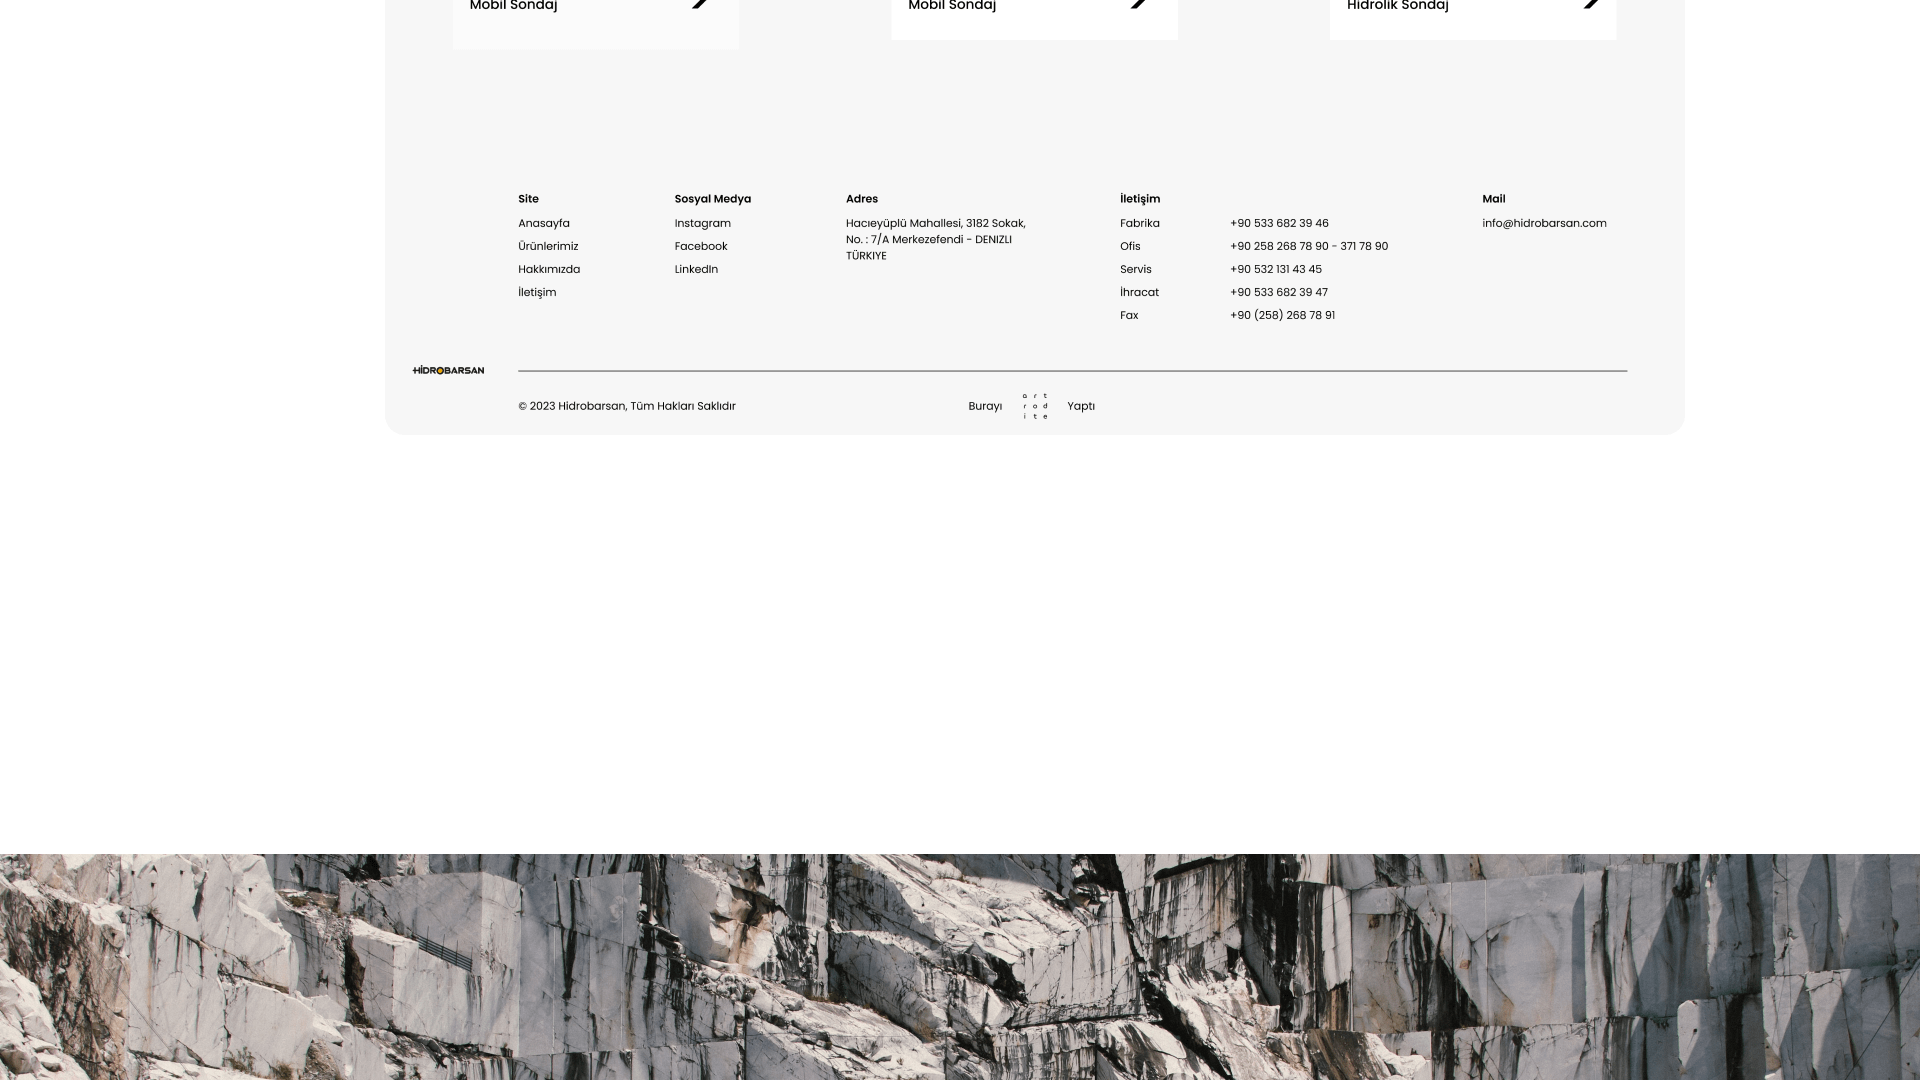 Mobil Sondaj
Mobil Sondaj
Hidrolik Sondaj
Site
Anasayfa
Ürünlerimiz
Hakkımızda
İletişim
Sosyal Medya
Instagram
Facebook
LinkedIn
Adres
Hacıeyüplü Mahallesi, 3182 Sokak,
No. : 7/A Merkezefendi - DENIZLI
TÜRKIYE
İletişim
Fabrika +90 533 682 39 46
Ofis +90 258 268 78 90 - 371 78 90
Servis +90 532 131 43 45
İhracat +90 533 682 39 47
Fax +90 (258) 268 78 91
Mail
info@hidrobarsan.com
HİDROBARSAN
© 2023 Hidrobarsan, Tüm Hakları Saklıdır
Burayı
a r t
r o d
i t e
Yaptı